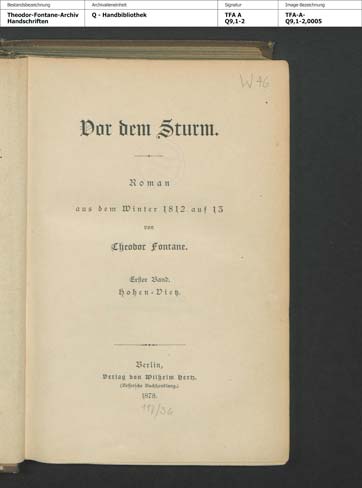 Bestandsbezeichnung
Archivalieneinheit
Signatur
Image-Bezeichnung
Theodor-Fontane-Archiv
Handschriften
Q - Handbibliothek
TFA A
Q9,1-2
TFA-A-
Q9,1-2,0005
W 46
Vor dem Sturm.
Roman
aus dem Winter 1812 auf 13
von
Theodor Fontane.
Erster Band.
Hohen-Vietz.
Berlin,
Verlag von Wilhelm Hertz.
(Bessersche Buchhandlung.)
1878.
118/36